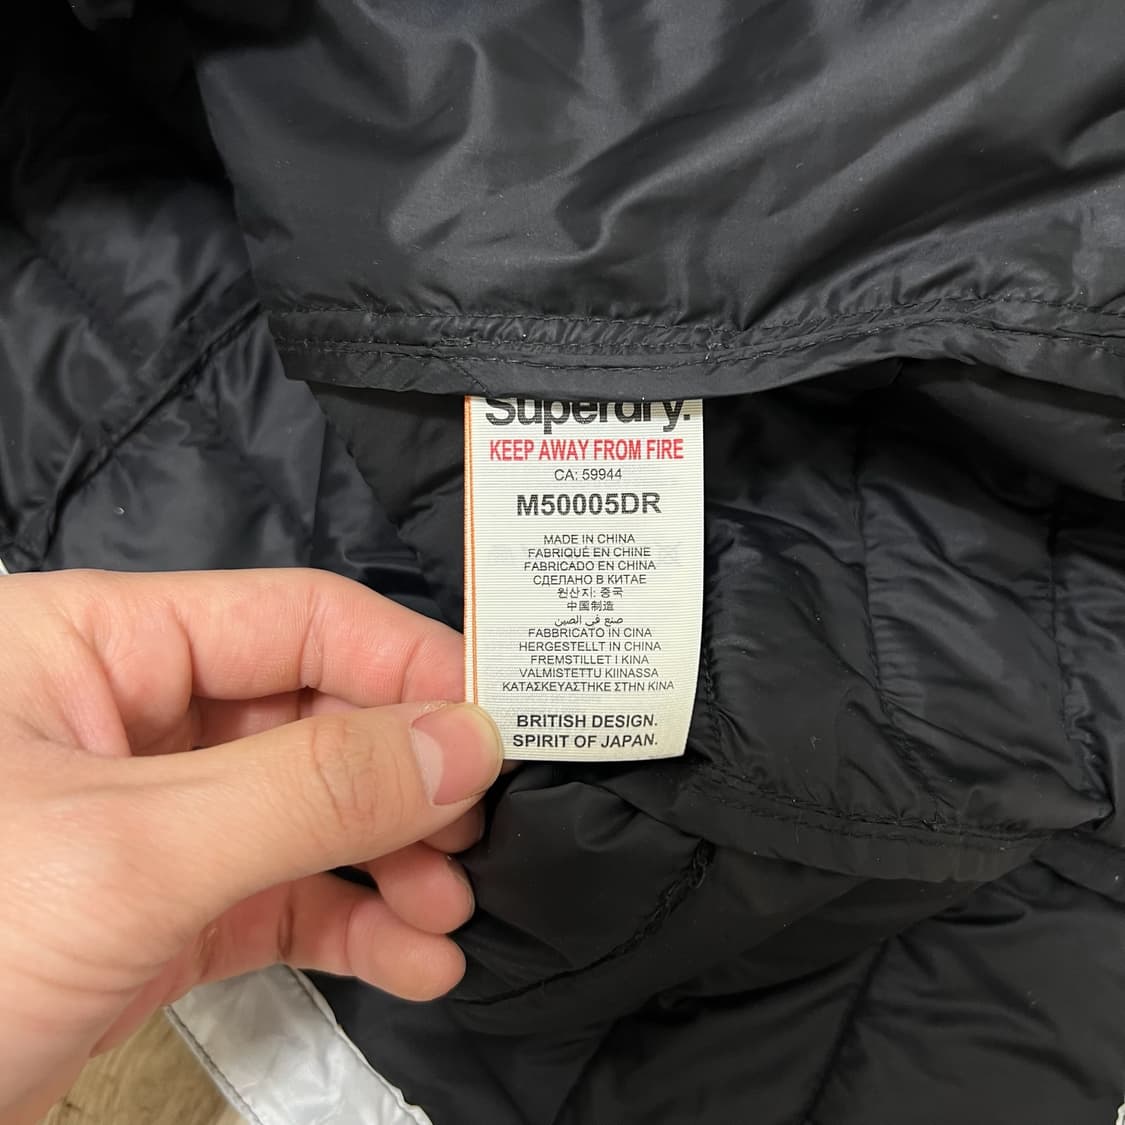 Superdry.
KEEP AWAY FROM FIRE
CA: 59944
M50005DR
MADE IN CHINA
FABRIQUÉ EN CHINE
FABRICADO EN CHINA
СДЕЛАНО В КИТАЕ
원산지: 중국
中国制造
صنع في الصين
FABBRICATO IN CINA
HERGESTELLT IN CHINA
FREMSTILLET I KINA
VALMISTETTU KIINASSA
ΚΑΤΑΣΚΕΥΑΣΤΗΚΕ ΣΤΗΝ ΚΙΝΑ
BRITISH DESIGN.
SPIRIT OF JAPAN.